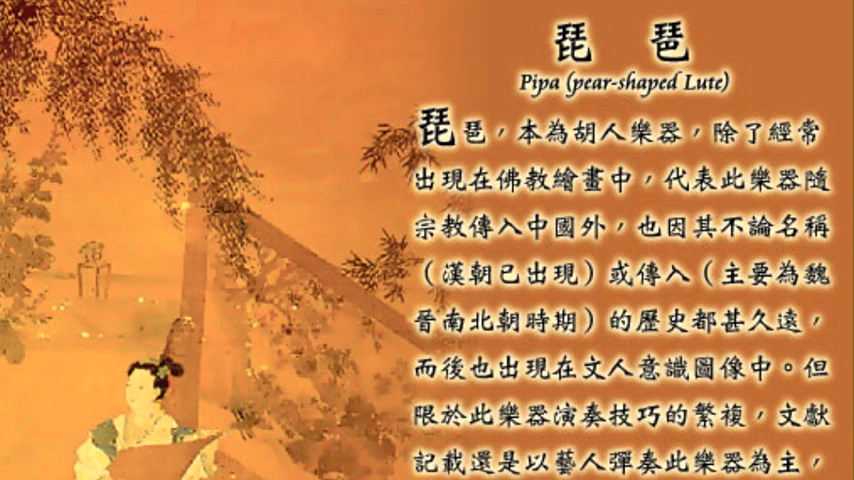 琵 琶
Pipa (pear-shaped Lute)
琵琶，本為胡人樂器，除了經常
出現在佛教繪畫中，代表此樂器隨
宗教傳入中國外，也因其不論名稱
（漢朝已出現）或傳入（主要為魏
晉南北朝時期）的歷史都甚久遠，
而後也出現在文人意識圖像中。但
限於此樂器演奏技巧的繁複，文獻
記載還是以藝人彈奏此樂器為主，